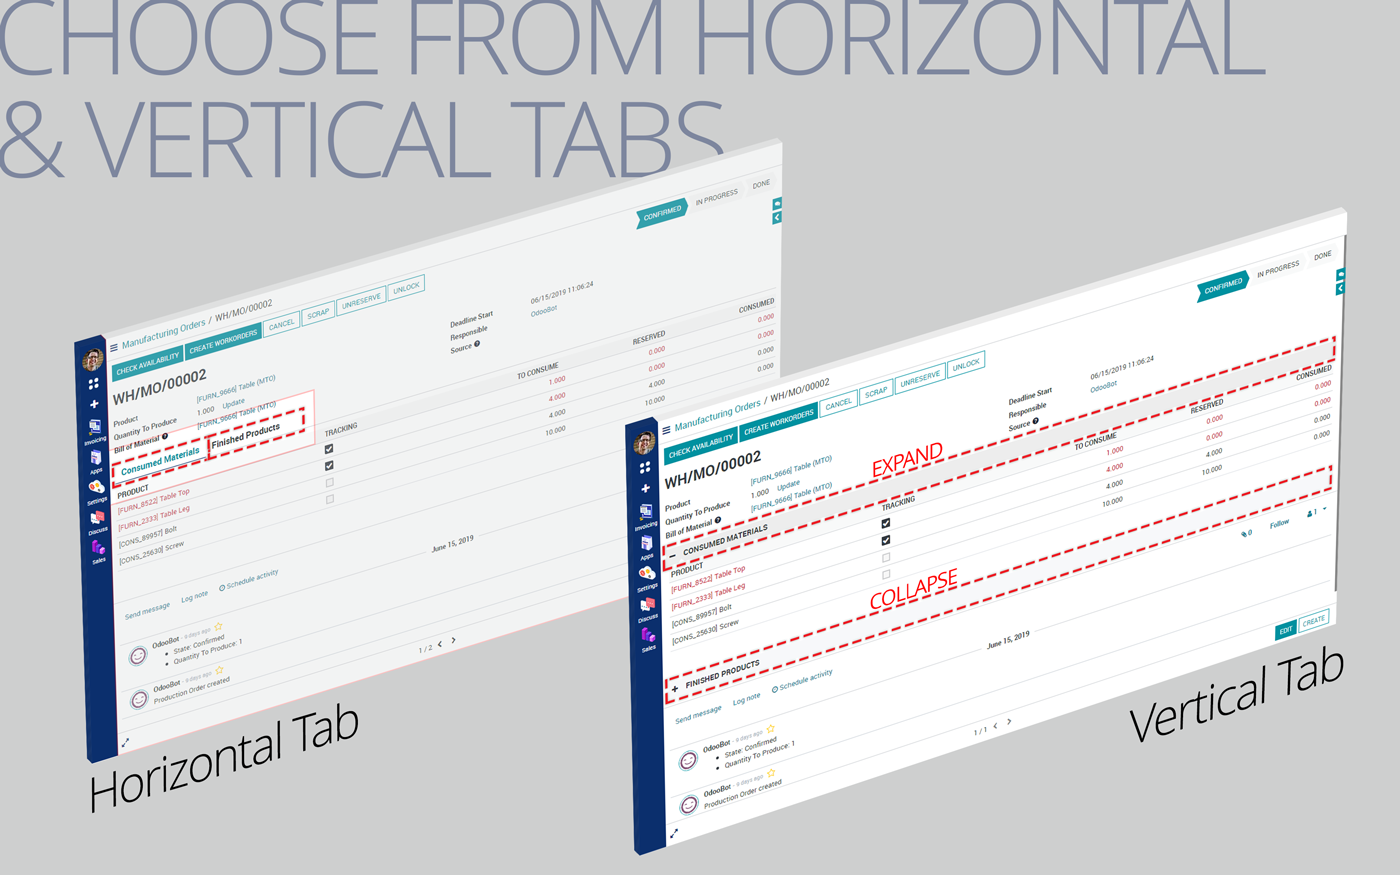 CHOOSE FROM HORIZONTAL
& VERTICAL TABS
CONFIRMED
IN PROGRESS
DONE
Manufacturing Orders / WH/MO/00002
CHECK AVAILABILITY
CREATE WORKORDERS
CANCEL
SCRAP
UNRESERVE
UNLOCK
WH/MO/00002
Product
[FURN_9666] Table (MTO)
Quantity To Produce
1.000 Update
Bill of Material
[FURN_9666] Table (MTO)
Deadline Start
06/15/2019 11:06:24
Responsible
OdooBot
Source
Consumed Materials
Finished Products
PRODUCT
TRACKING
TO CONSUME
RESERVED
CONSUMED
[FURN_8522] Table Top
1.000
0.000
0.000
[FURN_2333] Table Leg
4.000
0.000
0.000
[CONS_89957] Bolt
4.000
4.000
0.000
[CONS_25630] Screw
10.000
10.000
0.000
Invoicing
Apps
Settings
Discuss
Sales
Send message
Log note
Schedule activity
June 15, 2019
OdooBot - 9 days ago
State: Confirmed
Quantity To Produce: 1
OdooBot - 9 days ago
Production Order created
1 / 2
Horizontal Tab
CONFIRMED
IN PROGRESS
DONE
Manufacturing Orders / WH/MO/00002
CHECK AVAILABILITY
CREATE WORKORDERS
CANCEL
SCRAP
UNRESERVE
UNLOCK
WH/MO/00002
Product
[FURN_9666] Table (MTO)
Quantity To Produce
1.000 Update
Bill of Material
[FURN_9666] Table (MTO)
Deadline Start
06/15/2019 11:06:24
Responsible
OdooBot
Source
EXPAND
CONSUMED MATERIALS
PRODUCT
TRACKING
TO CONSUME
RESERVED
CONSUMED
[FURN_8522] Table Top
1.000
0.000
0.000
[FURN_2333] Table Leg
4.000
0.000
0.000
[CONS_89957] Bolt
4.000
4.000
0.000
[CONS_25630] Screw
10.000
10.000
0.000
COLLAPSE
FINISHED PRODUCTS
Invoicing
Apps
Settings
Discuss
Sales
Send message
Log note
Schedule activity
0
Follow
1
June 15, 2019
OdooBot - 9 days ago
State: Confirmed
Quantity To Produce: 1
OdooBot - 9 days ago
Production Order created
1 / 1
EDIT
CREATE
Vertical Tab